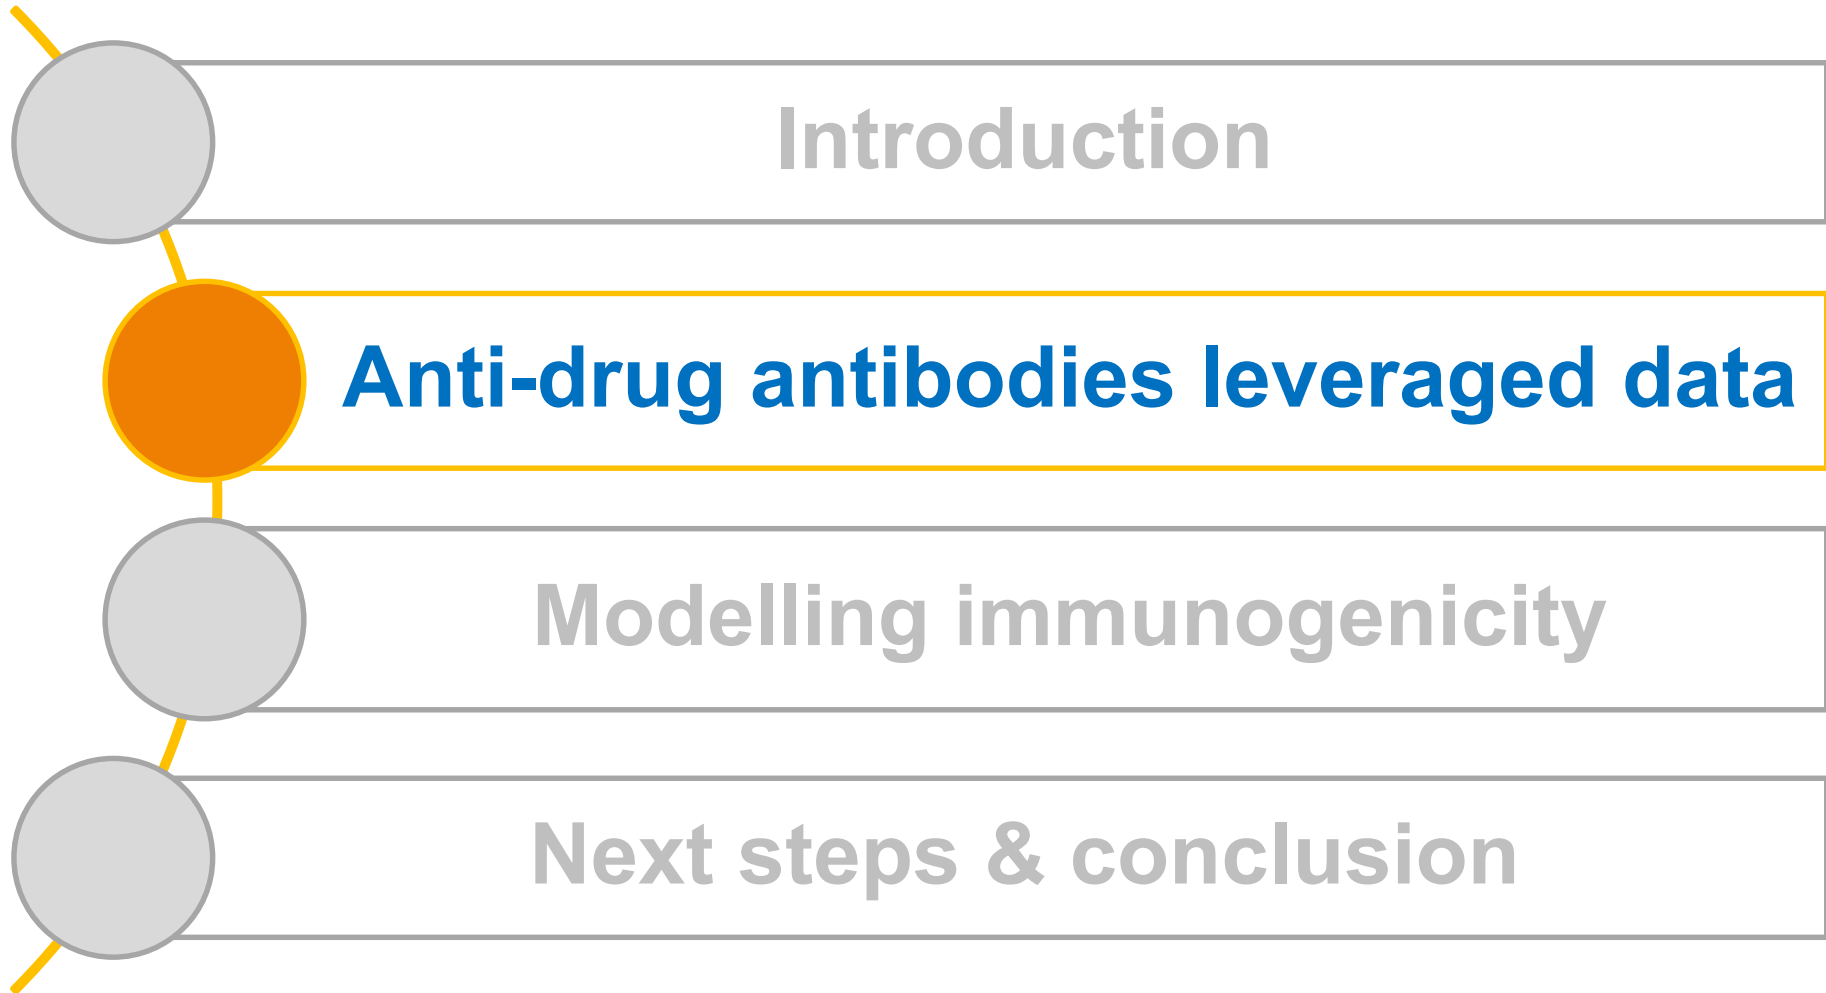 Introduction
Anti-drug antibodies leveraged data
Modelling immunogenicity
Next steps & conclusion